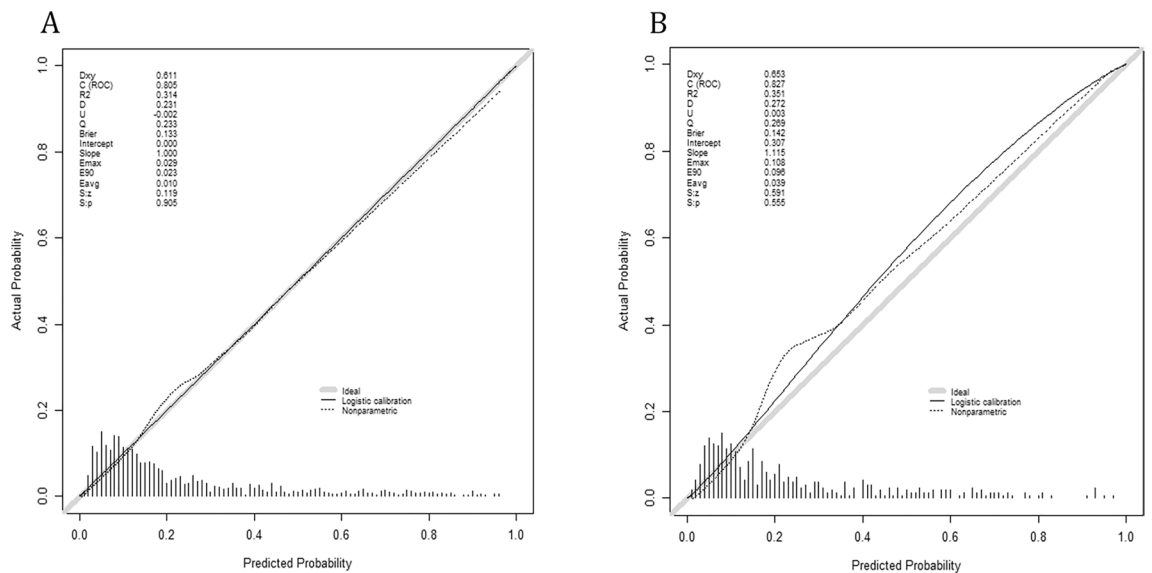 A
Dxy 0.611
C (ROC) 0.805
R2 0.314
D 0.231
U -0.002
Q 0.233
Brier 0.133
Intercept 0.000
Slope 1.000
Emax 0.029
E90 0.023
Eavg 0.010
S:z 0.119
S:p 0.905
Actual Probability
1.0
0.8
0.6
0.4
0.2
0.0
Ideal
Logistic calibration
Nonparametric
0.0 0.2 0.4 0.6 0.8 1.0
Predicted Probability
B
Dxy 0.653
C (ROC) 0.827
R2 0.351
D 0.272
U 0.003
Q 0.269
Brier 0.142
Intercept 0.307
Slope 1.115
Emax 0.108
E90 0.096
Eavg 0.039
S:z 0.591
S:p 0.555
Actual Probability
1.0
0.8
0.6
0.4
0.2
0.0
Ideal
Logistic calibration
Nonparametric
0.0 0.2 0.4 0.6 0.8 1.0
Predicted Probability